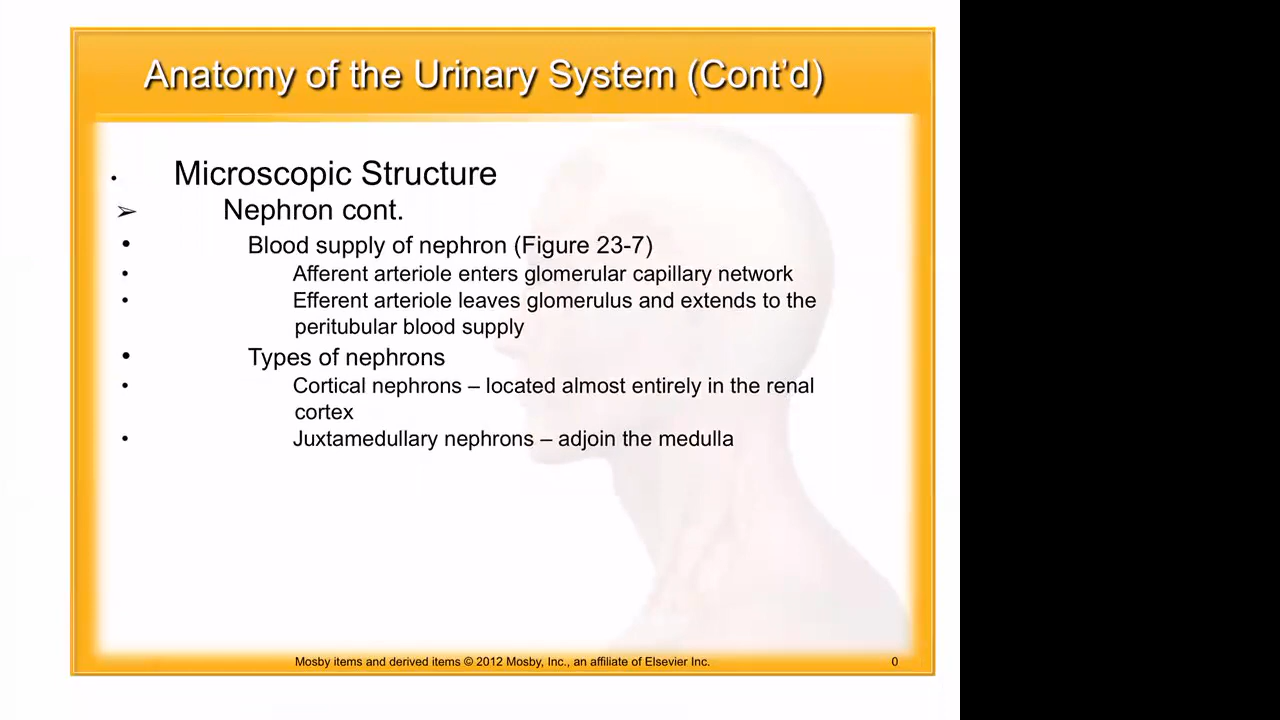 Anatomy of the Urinary System (Cont’d)
• Microscopic Structure
➢ Nephron cont.
• Blood supply of nephron (Figure 23-7)
• Afferent arteriole enters glomerular capillary network
• Efferent arteriole leaves glomerulus and extends to the
peritubular blood supply
• Types of nephrons
• Cortical nephrons – located almost entirely in the renal
cortex
• Juxtamedullary nephrons – adjoin the medulla
Mosby items and derived items © 2012 Mosby, Inc., an affiliate of Elsevier Inc. 0